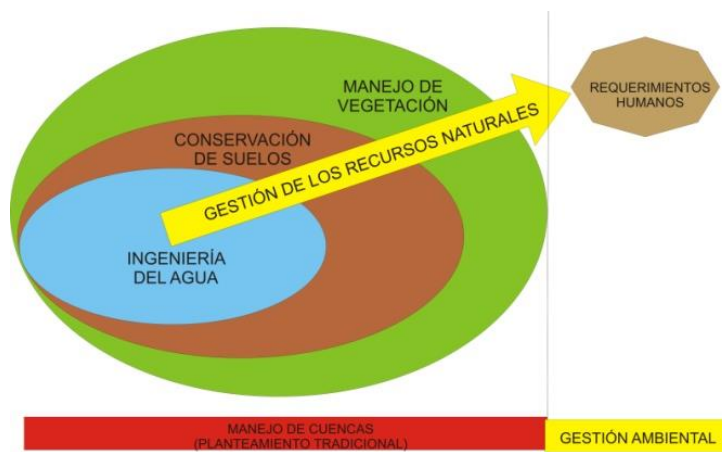 MANEJO DE
VEGETACIÓN
REQUERIMIENTOS
HUMANOS
CONSERVACIÓN
DE SUELOS
GESTIÓN DE LOS RECURSOS NATURALES
INGENIERÍA
DEL AGUA
MANEJO DE CUENCAS
(PLANTEAMIENTO TRADICIONAL)
GESTIÓN AMBIENTAL